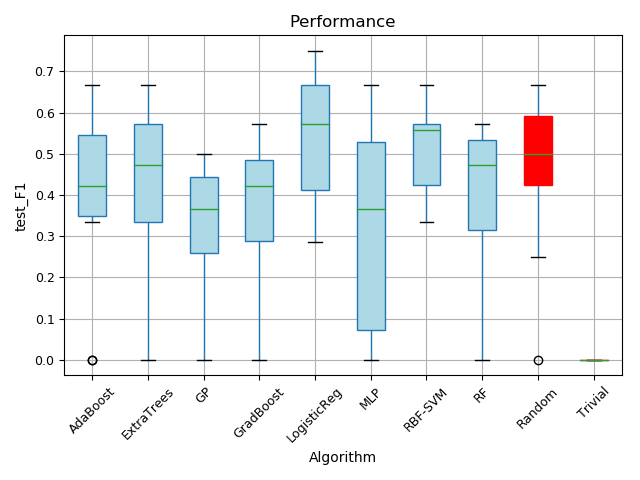 Performance
test_F1
0.7
0.6
0.5
0.4
0.3
0.2
0.1
0.0
AdaBoost
ExtraTrees
GP
GradBoost
LogisticReg
MLP
RBF-SVM
RF
Random
Trivial
Algorithm